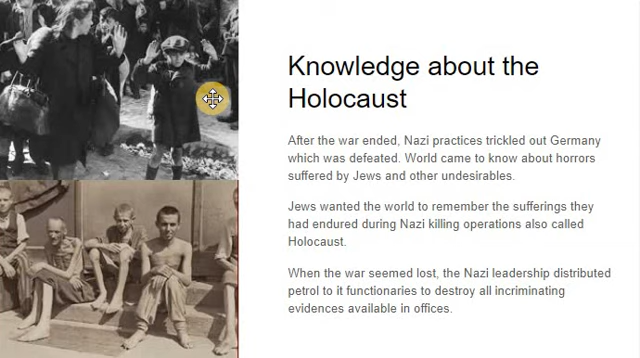 Knowledge about the
Holocaust
After the war ended, Nazi practices trickled out Germany
which was defeated. World came to know about horrors
suffered by Jews and other undesirables.
Jews wanted the world to remember the sufferings they
had endured during Nazi killing operations also called
Holocaust.
When the war seemed lost, the Nazi leadership distributed
petrol to it functionaries to destroy all incriminating
evidences available in offices.